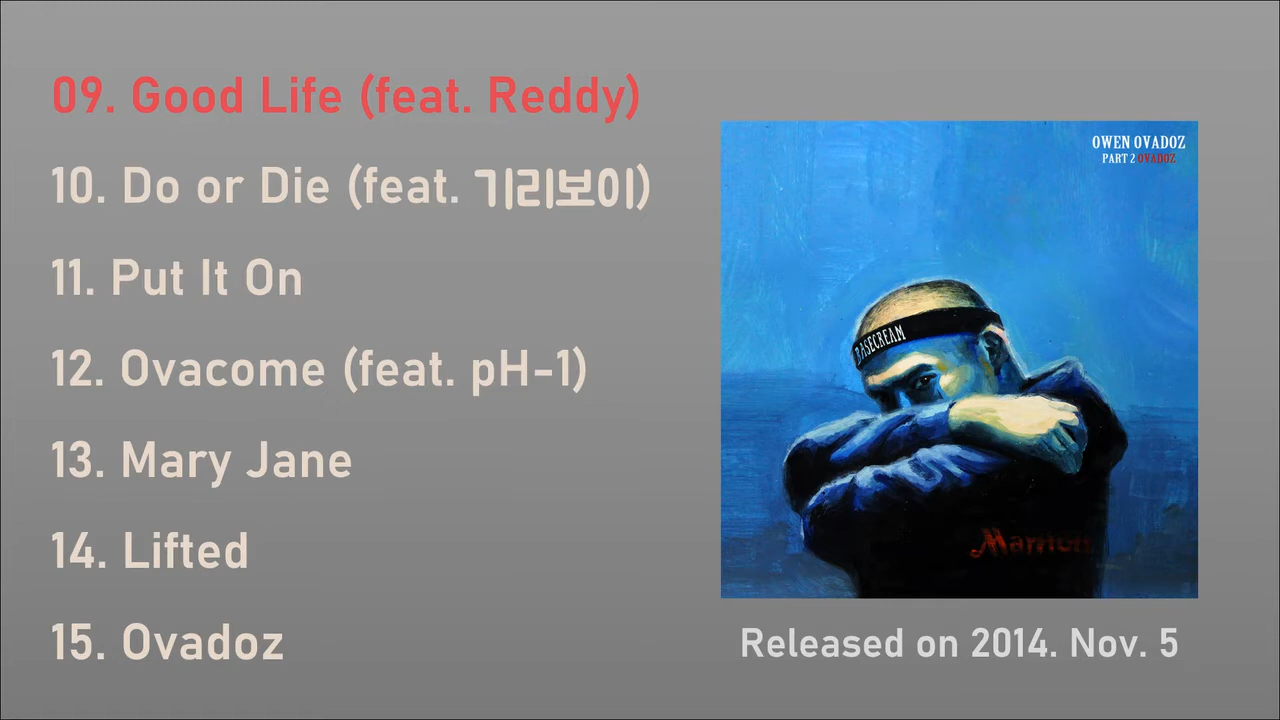 09. Good Life (feat. Reddy)
10. Do or Die (feat. 기리보이)
11. Put It On
12. Ovacome (feat. pH-1)
13. Mary Jane
14. Lifted
15. Ovadoz
OWEN OVADOZ
PART 2 OVADOZ
BASECREAM
Released on 2014. Nov. 5